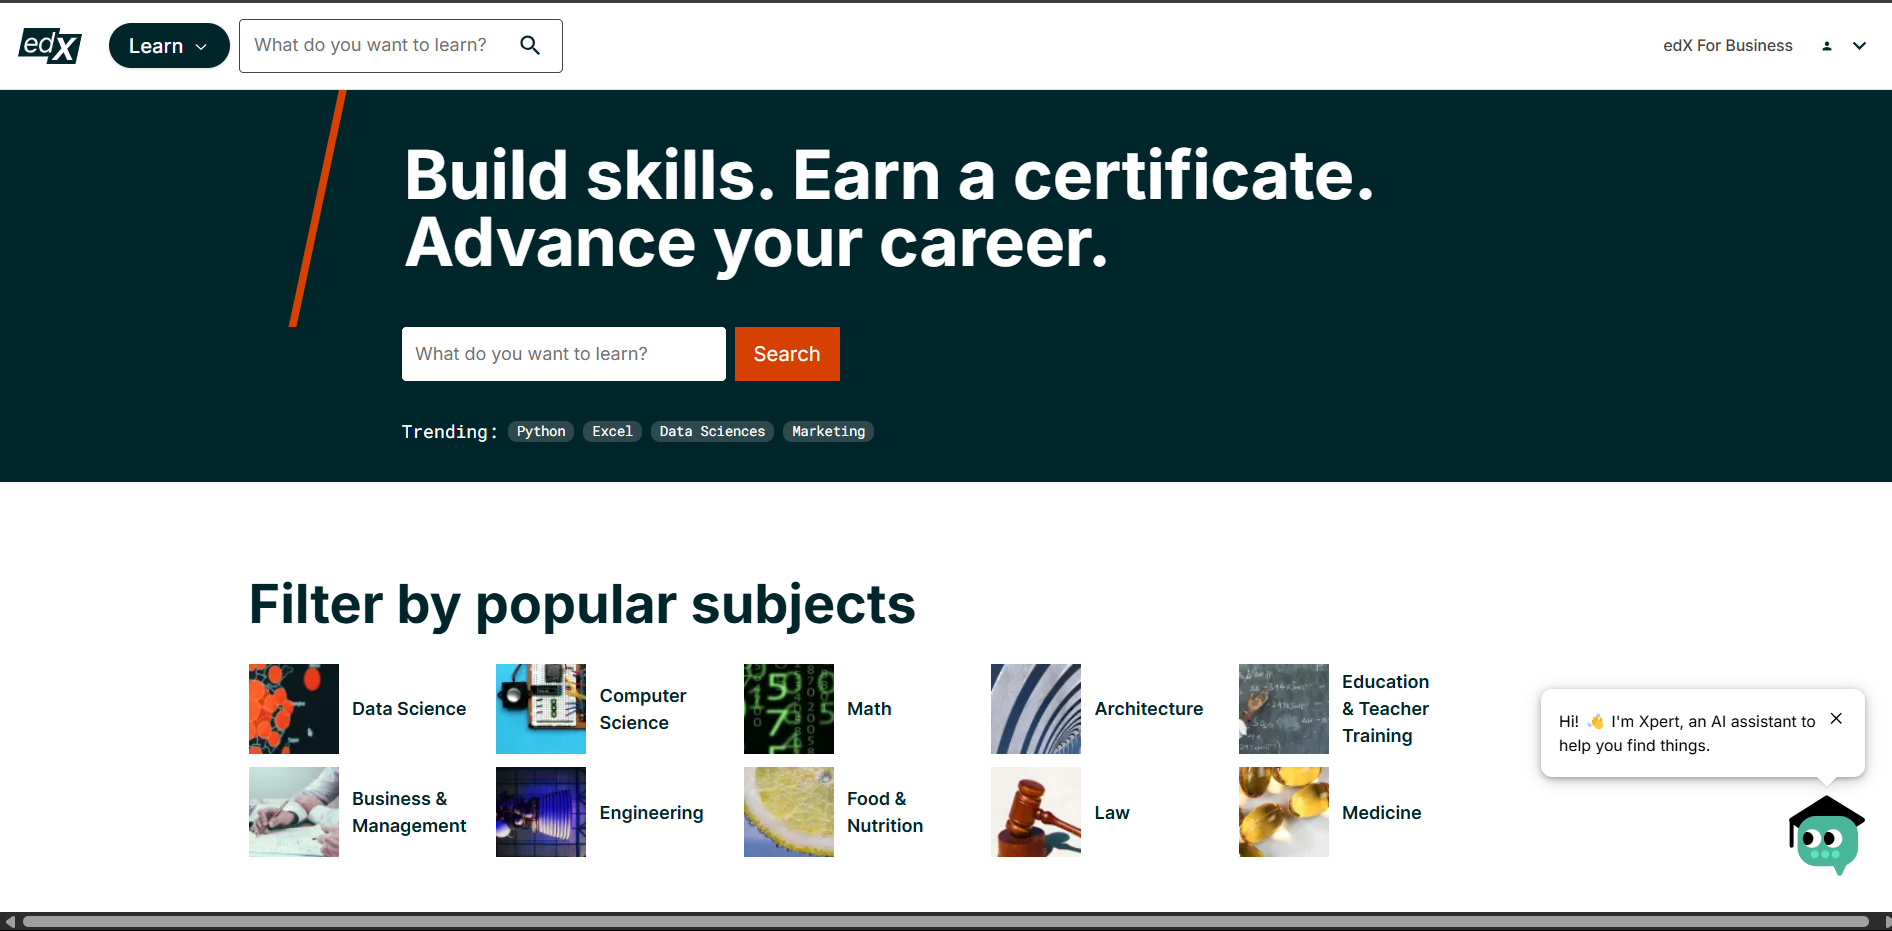 edX
Learn
What do you want to learn?
edX For Business
Build skills. Earn a certificate.
Advance your career.
What do you want to learn?
Search
Trending: Python Excel Data Sciences Marketing
Filter by popular subjects
Data Science
Computer
Science
Math
Architecture
Education
& Teacher
Training
Business &
Management
Engineering
Food &
Nutrition
Law
Medicine
Hi! 👋 I'm Xpert, an AI assistant to
help you find things.